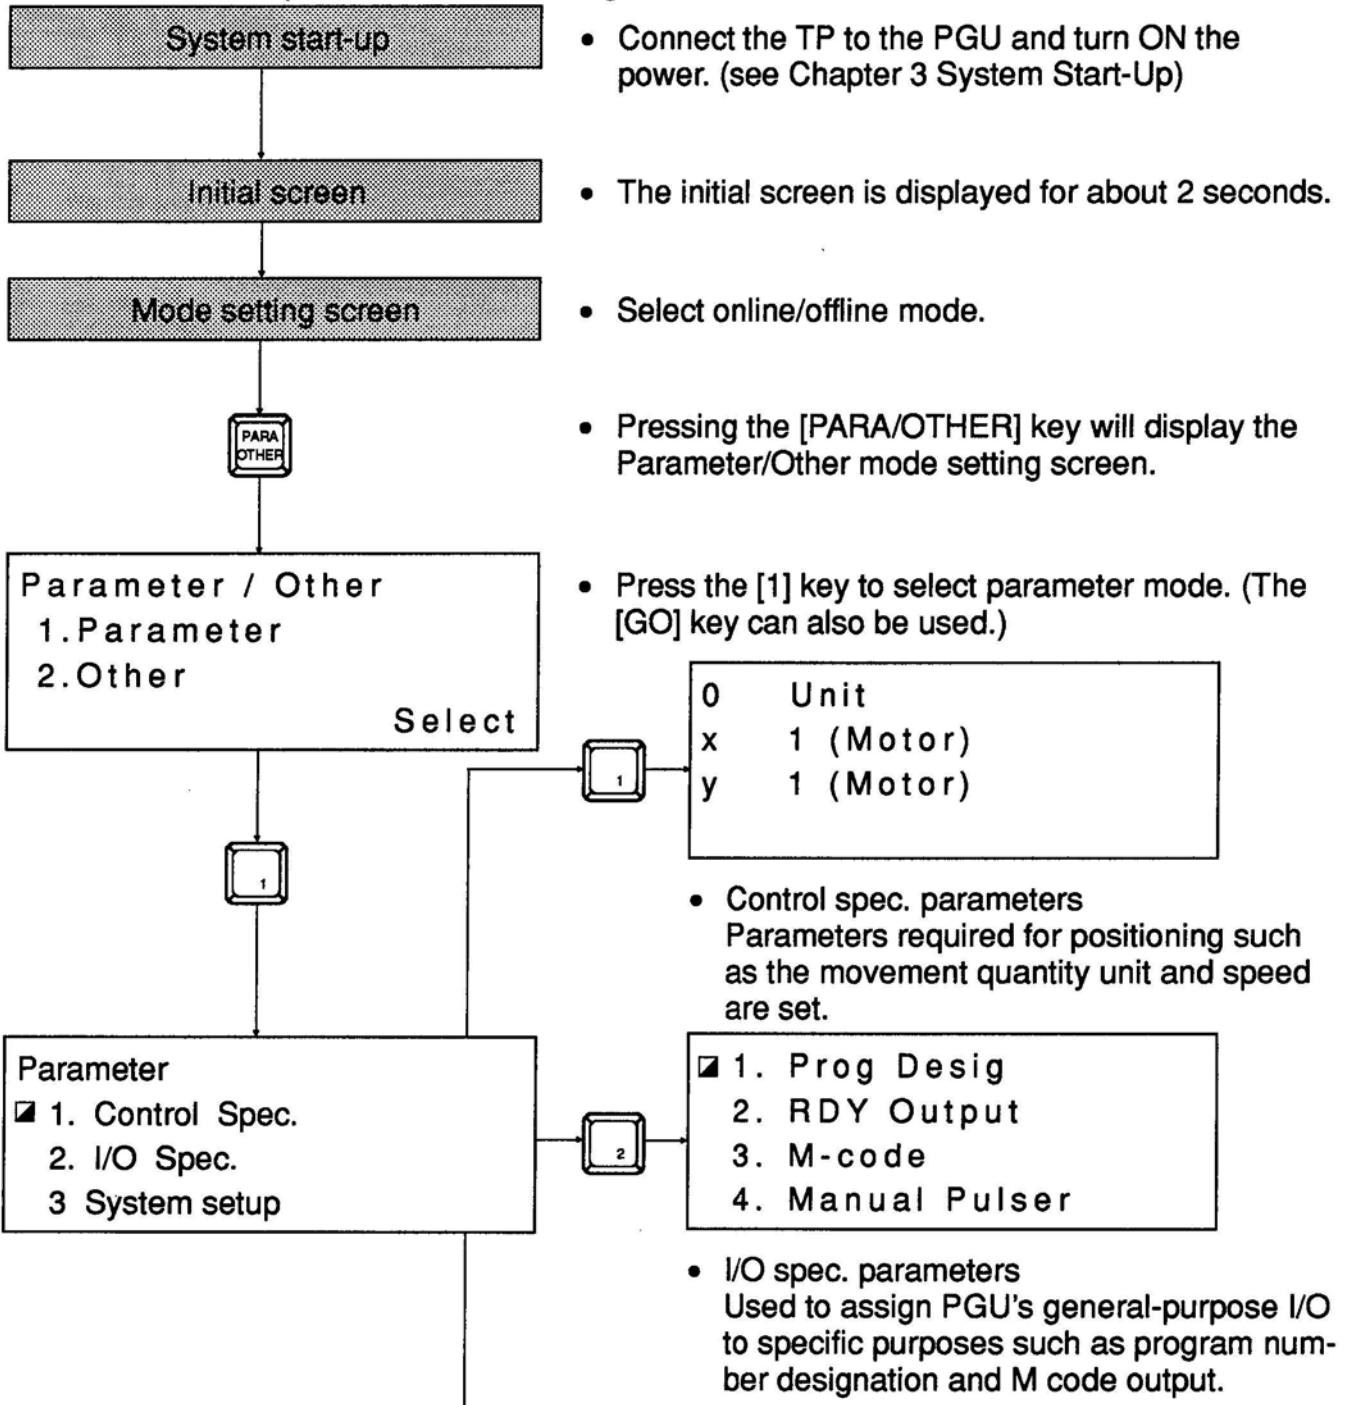 System start-up
• Connect the TP to the PGU and turn ON the
power. (see Chapter 3 System Start-Up)
Initial screen
• The initial screen is displayed for about 2 seconds.
Mode setting screen
• Select online/offline mode.
PARA
OTHER
• Pressing the [PARA/OTHER] key will display the
Parameter/Other mode setting screen.
Parameter / Other
1.Parameter
2.Other
Select
• Press the [1] key to select parameter mode. (The
[GO] key can also be used.)
1
0 Unit
x 1 (Motor)
y 1 (Motor)
1
• Control spec. parameters
Parameters required for positioning such
as the movement quantity unit and speed
are set.
Parameter
1. Control Spec.
2. I/O Spec.
3 System setup
2
1. Prog Desig
2. RDY Output
3. M-code
4. Manual Pulser
• I/O spec. parameters
Used to assign PGU's general-purpose I/O
to specific purposes such as program num-
ber designation and M code output.